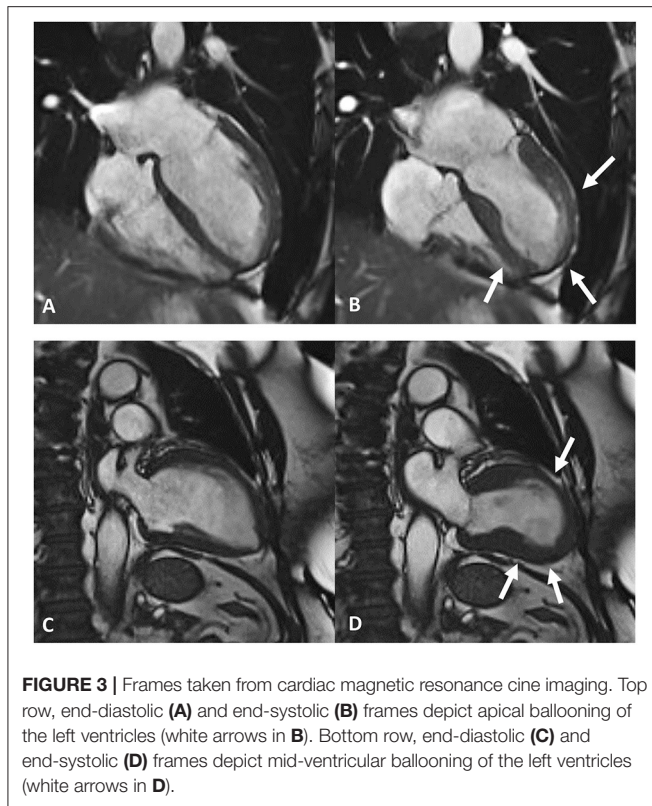 A
B
C
D
FIGURE 3 | Frames taken from cardiac magnetic resonance cine imaging. Top
row, end-diastolic (A) and end-systolic (B) frames depict apical ballooning of
the left ventricles (white arrows in B). Bottom row, end-diastolic (C) and
end-systolic (D) frames depict mid-ventricular ballooning of the left ventricles
(white arrows in D).